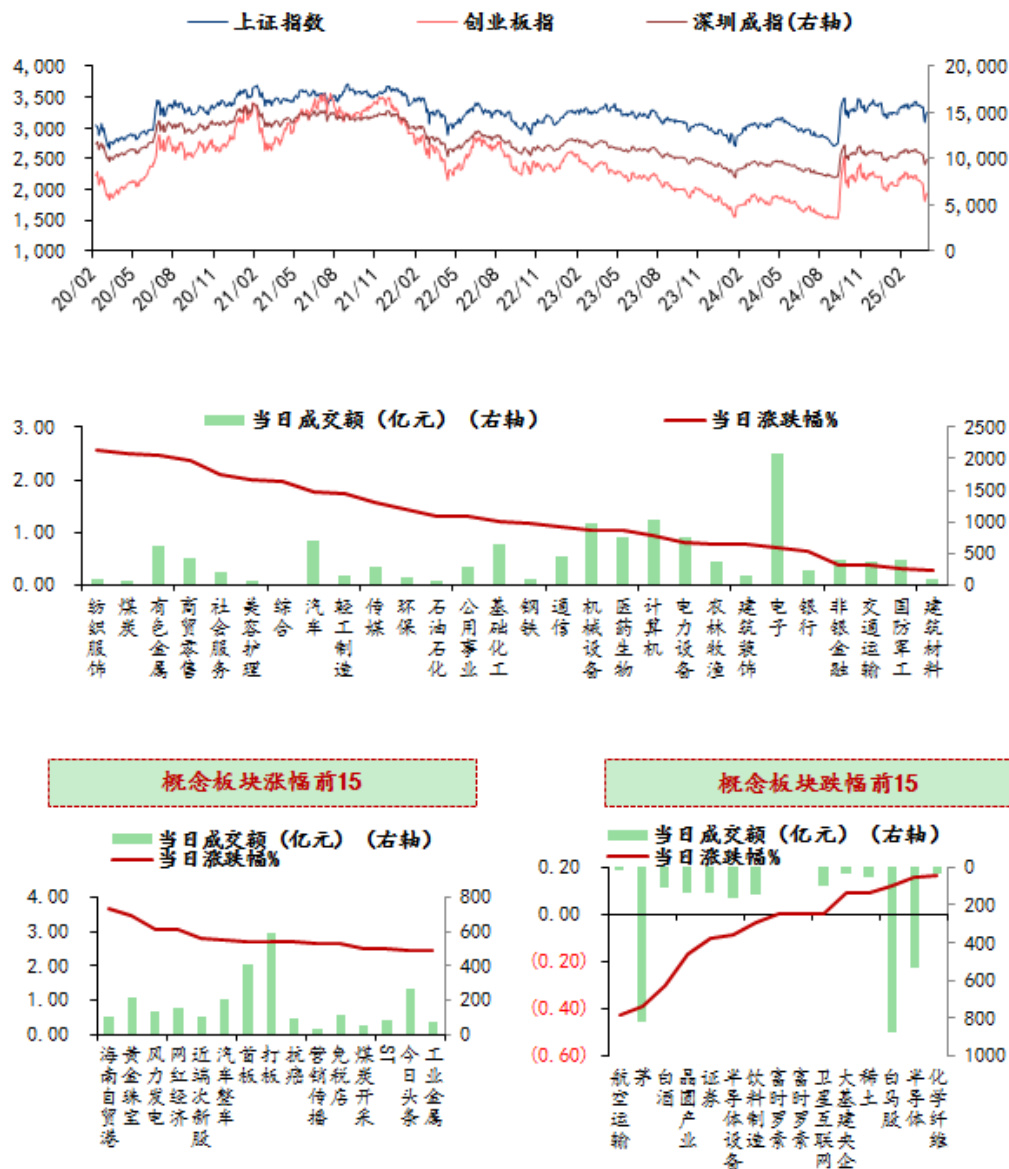 上证指数 创业板指 深圳成指(右轴)
4,000 20,000
3,500 15,000
3,000
2,500 10,000
2,000 5,000
1,500
1,000 0
20/02 20/05 20/08 20/11 21/02 21/05 21/08 21/11 22/02 22/05 22/08 22/11 23/02 23/05 23/08 23/11 24/02 24/05 24/08 24/11 25/02
当日成交额（亿元）（右轴） 当日涨跌幅%
3.00 2500
2.00 2000
1500
1.00 1000
500
0.00 0
纺织服饰 煤炭 有色金属 商贸零售 社会服务 美容护理 综合 汽车 轻工制造 传媒 环保 石油石化 公用事业 基础化工 钢铁 通信 机械设备 医药生物 计算机 电力设备 农林牧渔 建筑装饰 电子 银行 非银金融 交通运输 国防军工 建筑材料
概念板块涨幅前15
当日成交额（亿元）（右轴）
当日涨跌幅%
4.00 800
3.00 600
2.00 400
1.00 200
0.00 0
海南自贸港 黄金珠宝 风力发电 网红经济 近端次新股 汽车整车 首板 打板 抗癌 营销传播 免税店 煤炭开采 ST 今日头条 工业金属
概念板块跌幅前15
当日成交额（亿元）（右轴）
当日涨跌幅%
0.20 0
0.00 200
(0.20) 400
600
(0.40) 800
(0.60) 1000
航空运输 茅 白酒 晶圆产业 证券 半导体设备 饮料制造 富时罗素 富时罗素 卫星互联网 大基建央企 稀土 白马股 半导体 化学纤维